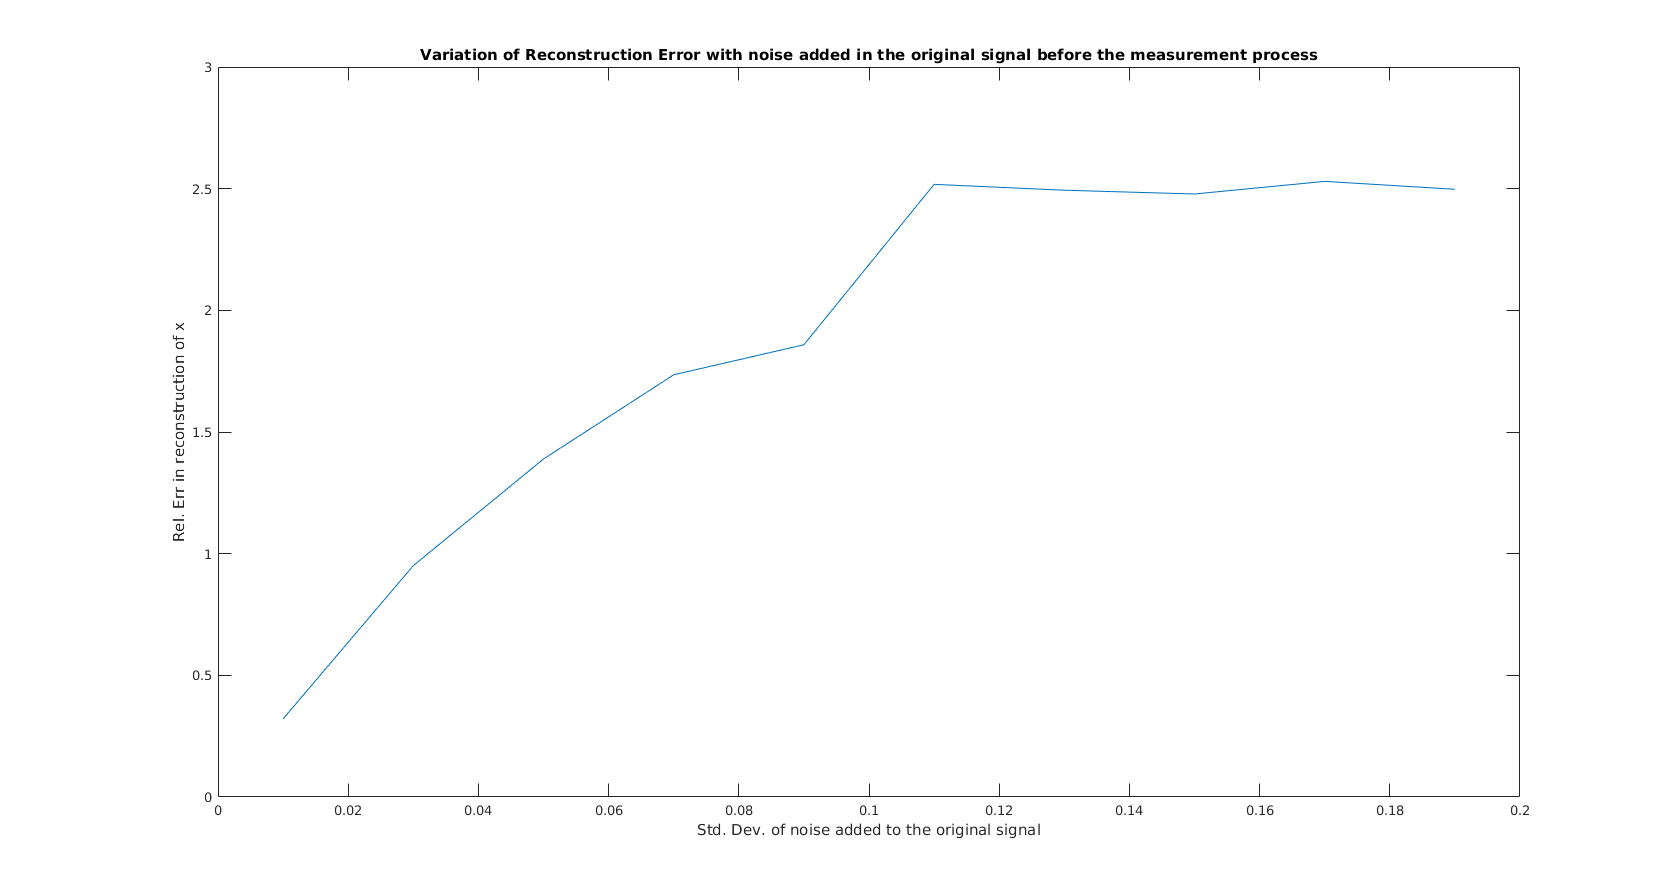 Variation of Reconstruction Error with noise added in the original signal before the measurement process
3
2.5
2
1.5
1
0.5
0
Rel. Err in reconstruction of x
0 0.02 0.04 0.06 0.08 0.1 0.12 0.14 0.16 0.18 0.2
Std. Dev. of noise added to the original signal